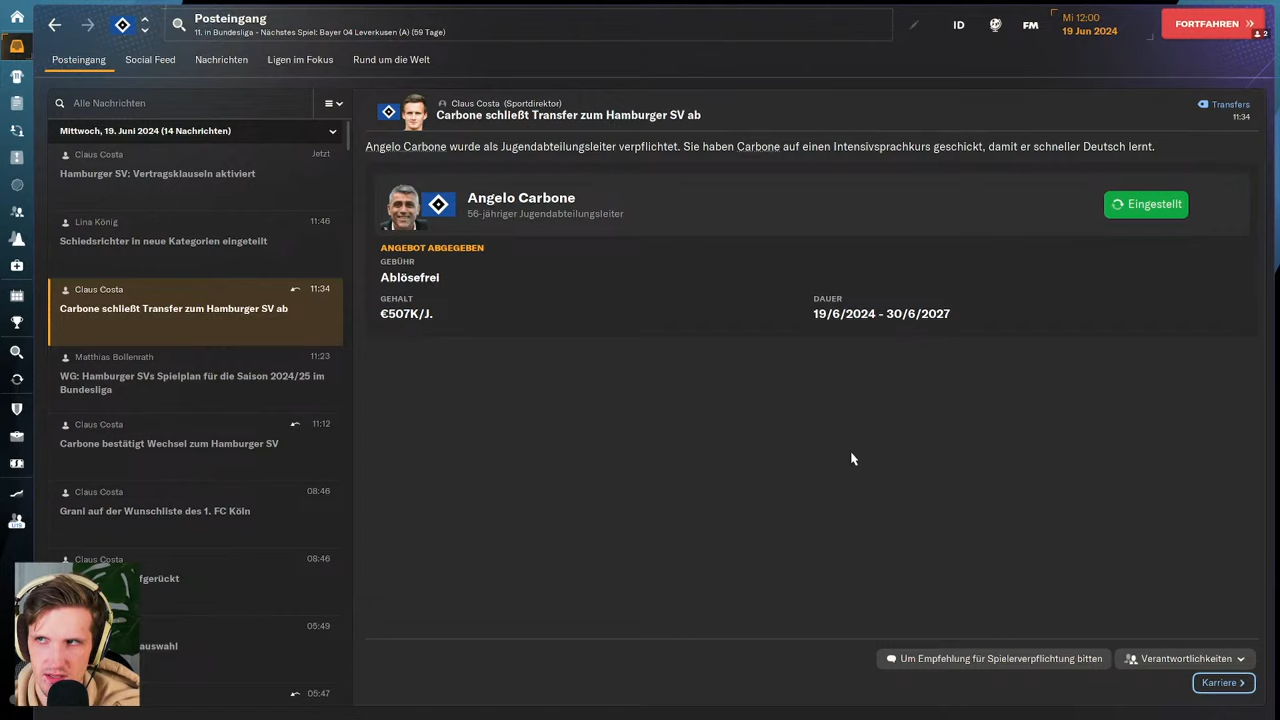 Posteingang
11. in Bundesliga - Nächstes Spiel: Bayer 04 Leverkusen (A) (59 Tage)
ID
FM
Mi 12:00
19 Jun 2024
FORTFAHREN
2
Posteingang
Social Feed
Nachrichten
Ligen im Fokus
Rund um die Welt
Alle Nachrichten
Mittwoch, 19. Juni 2024 (14 Nachrichten)
Claus Costa
Jetzt
Hamburger SV: Vertragsklauseln aktiviert
Lina König
11:46
Schiedsrichter in neue Kategorien eingeteilt
Claus Costa
11:34
Carbone schließt Transfer zum Hamburger SV ab
Matthias Bollenrath
11:23
WG: Hamburger SVs Spielplan für die Saison 2024/25 im
Bundesliga
Claus Costa
11:12
Carbone bestätigt Wechsel zum Hamburger SV
Claus Costa
08:46
Grani auf der Wunschliste des 1. FC Köln
Claus Costa
08:46
fgerückt
05:49
auswahl
05:47
U19
Claus Costa (Sportdirektor)
Carbone schließt Transfer zum Hamburger SV ab
Transfers
11:34
Angelo Carbone wurde als Jugendabteilungsleiter verpflichtet. Sie haben Carbone auf einen Intensivsprachkurs geschickt, damit er schneller Deutsch lernt.
Angelo Carbone
56-jähriger Jugendabteilungsleiter
Eingestellt
ANGEBOT ABGEGEBEN
GEBÜHR
Ablösefrei
GEHALT
€507K/J.
DAUER
19/6/2024 - 30/6/2027
Um Empfehlung für Spielerverpflichtung bitten
Verantwortlichkeiten
Karriere